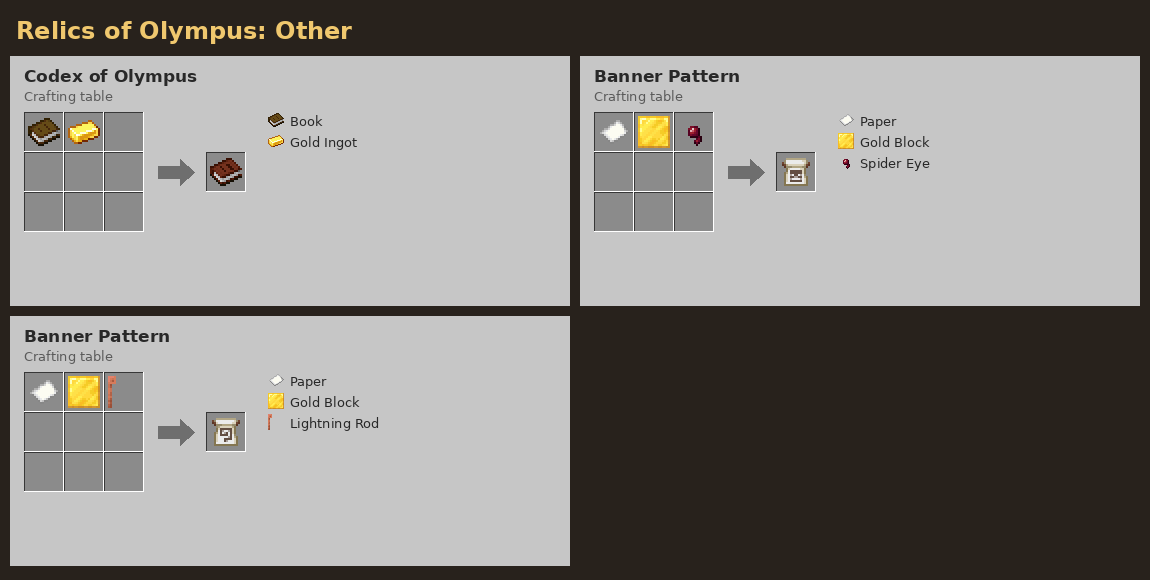 Relics of Olympus: Other
Codex of Olympus
Crafting table
Book
Gold Ingot
Banner Pattern
Crafting table
Paper
Gold Block
Spider Eye
Banner Pattern
Crafting table
Paper
Gold Block
Lightning Rod